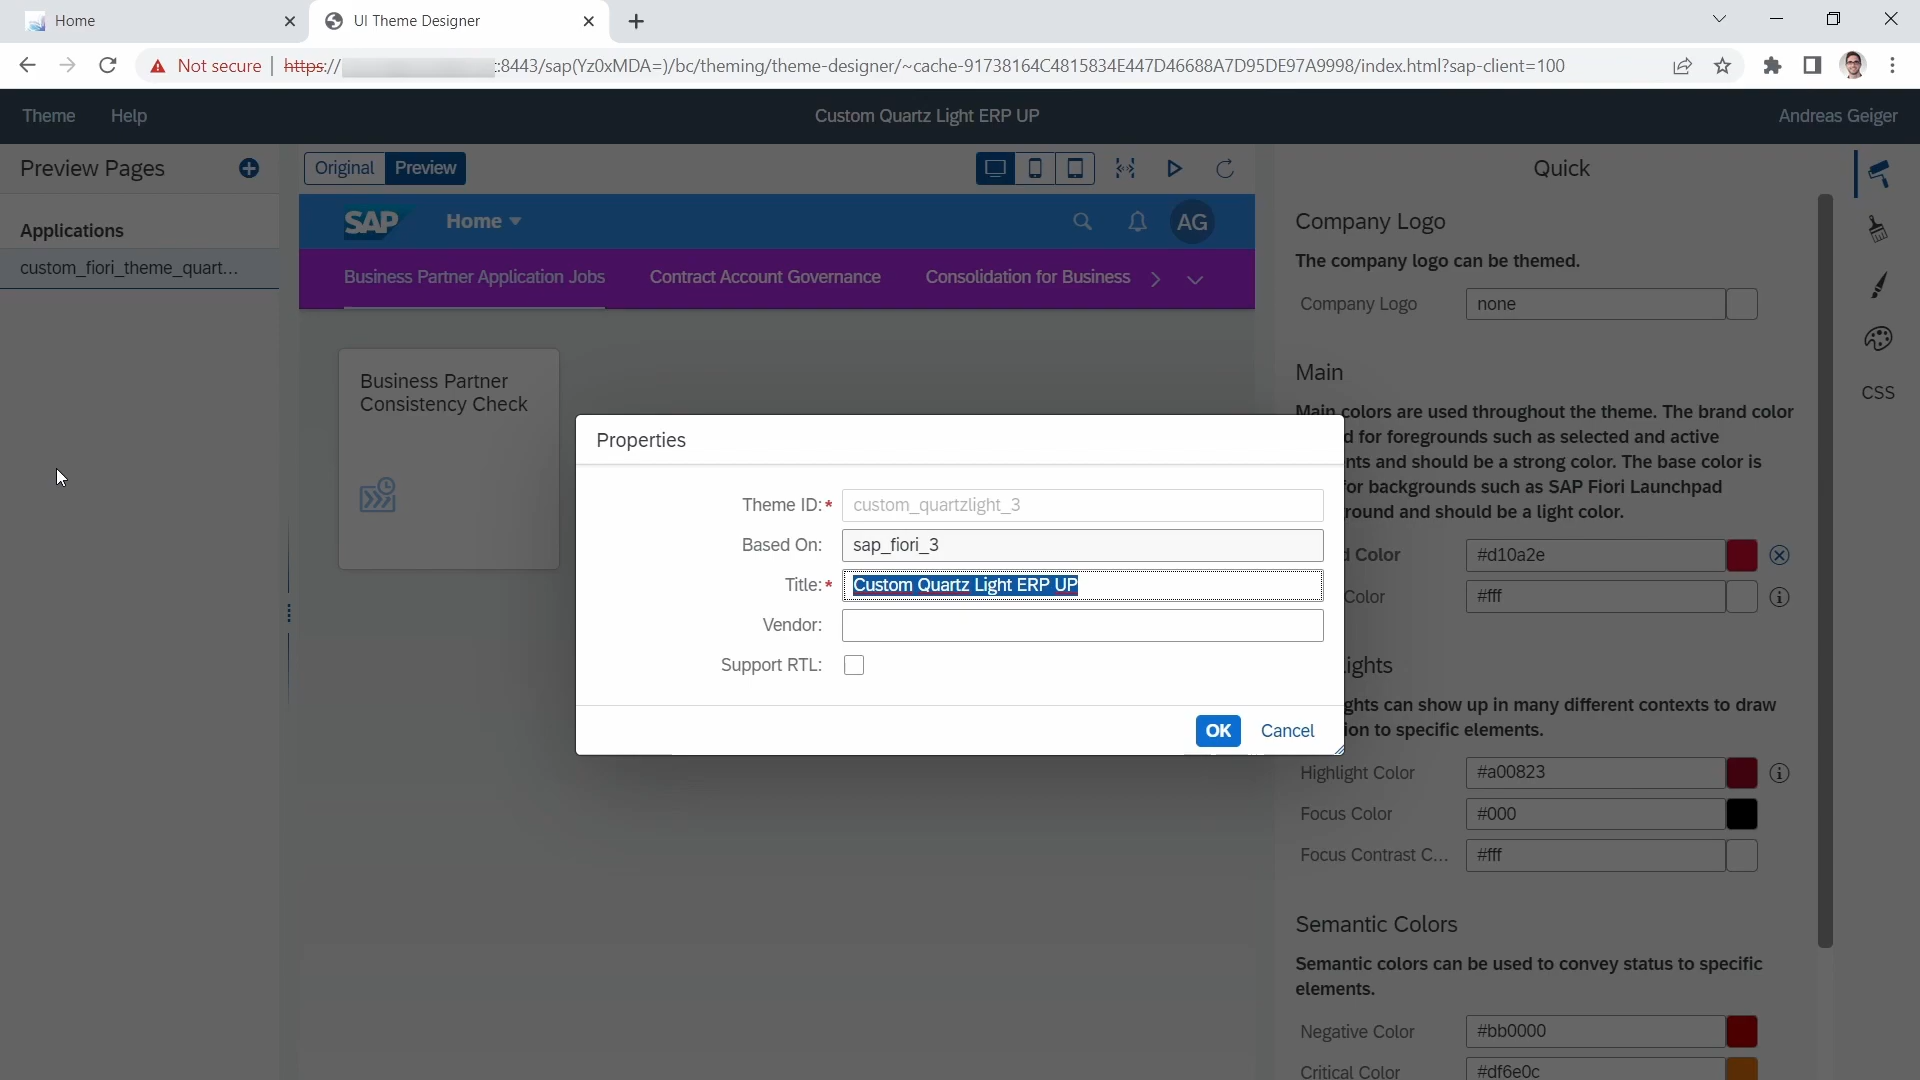 Home
UI Theme Designer
Not secure
https://
:8443/sap(Yz0xMDA=)/bc/theming/theme-designer/~cache-91738164C4815834E447D46688A7D95DE97A9998/index.html?sap-client=100
Theme
Help
Custom Quartz Light ERP UP
Andreas Geiger
Preview Pages
Original
Preview
Quick
SAP
Home
AG
Applications
custom_fiori_theme_quart...
Business Partner Application Jobs
Contract Account Governance
Consolidation for Business
Business Partner
Consistency Check
Properties
Theme ID:*
custom_quartzlight_3
Based On:
sap_fiori_3
Title:*
Custom Quartz Light ERP UP
Vendor:
Support RTL:
OK
Cancel
Company Logo
The company logo can be themed.
Company Logo
none
Main
Main colors are used throughout the theme. The brand color
d for foregrounds such as selected and active
nts and should be a strong color. The base color is
for backgrounds such as SAP Fiori Launchpad
round and should be a light color.
d Color
#d10a2e
Color
#fff
ights
ghts can show up in many different contexts to draw
ion to specific elements.
Highlight Color
#a00823
Focus Color
#000
Focus Contrast C...
#fff
Semantic Colors
Semantic colors can be used to convey status to specific
elements.
Negative Color
#bb0000
Critical Color
#df6e0c
CSS